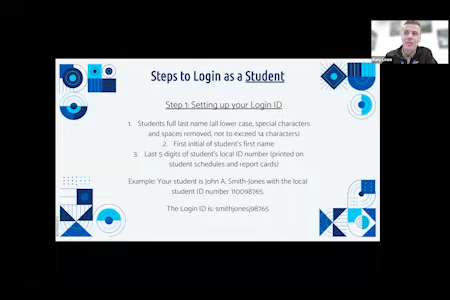 Steps to Login as a Student
Step 1: Setting up your Login ID
1. Students full last name (all lower case, special characters
and spaces removed, not to exceed 14 characters)
2. First initial of student's first name
3. Last 5 digits of student's local ID number (printed on
student schedules and report cards)
Example: Your student is John A. Smith-Jones with the local
student ID number 110098765.
The Login ID is: smithjonesj98765